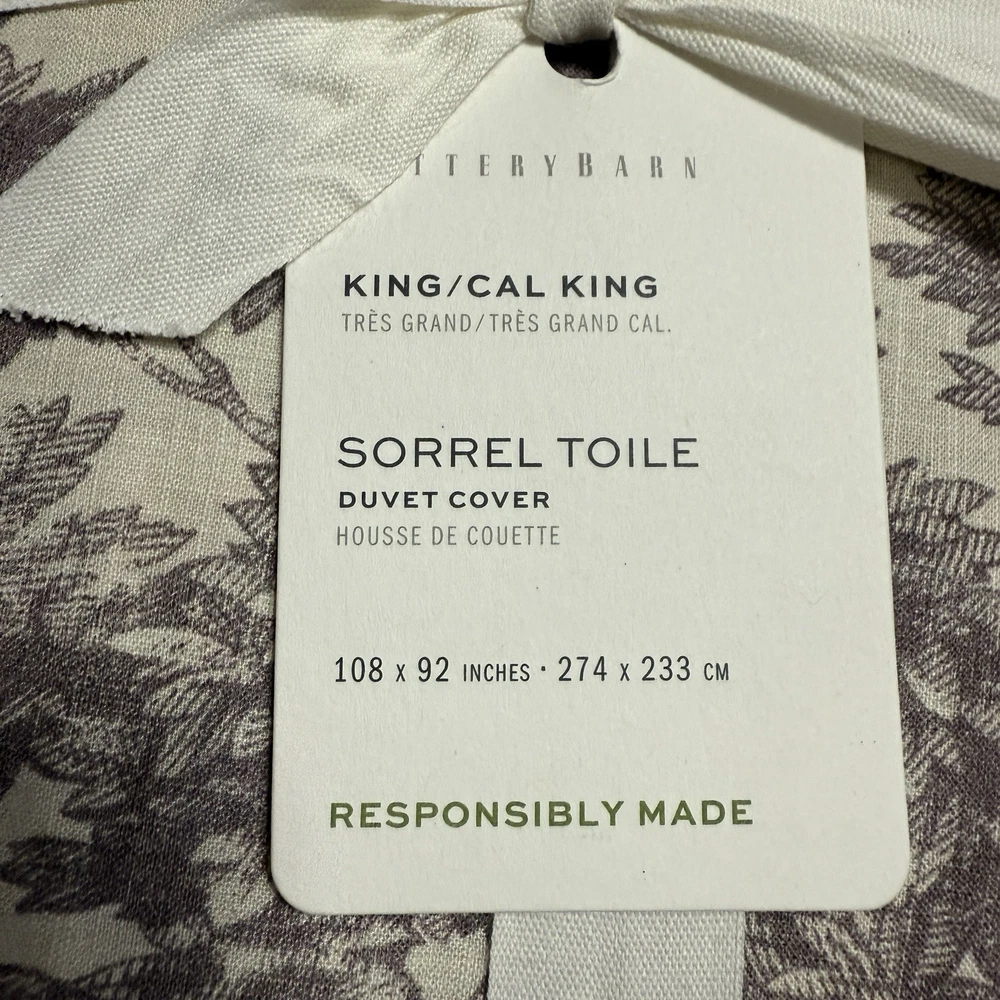 TTERYBARN
KING/CAL KING
TRÈS GRAND/TRÈS GRAND CAL.
SORREL TOILE
DUVET COVER
HOUSSE DE COUETTE
108 x 92 INCHES · 274 x 233 CM
RESPONSIBLY MADE